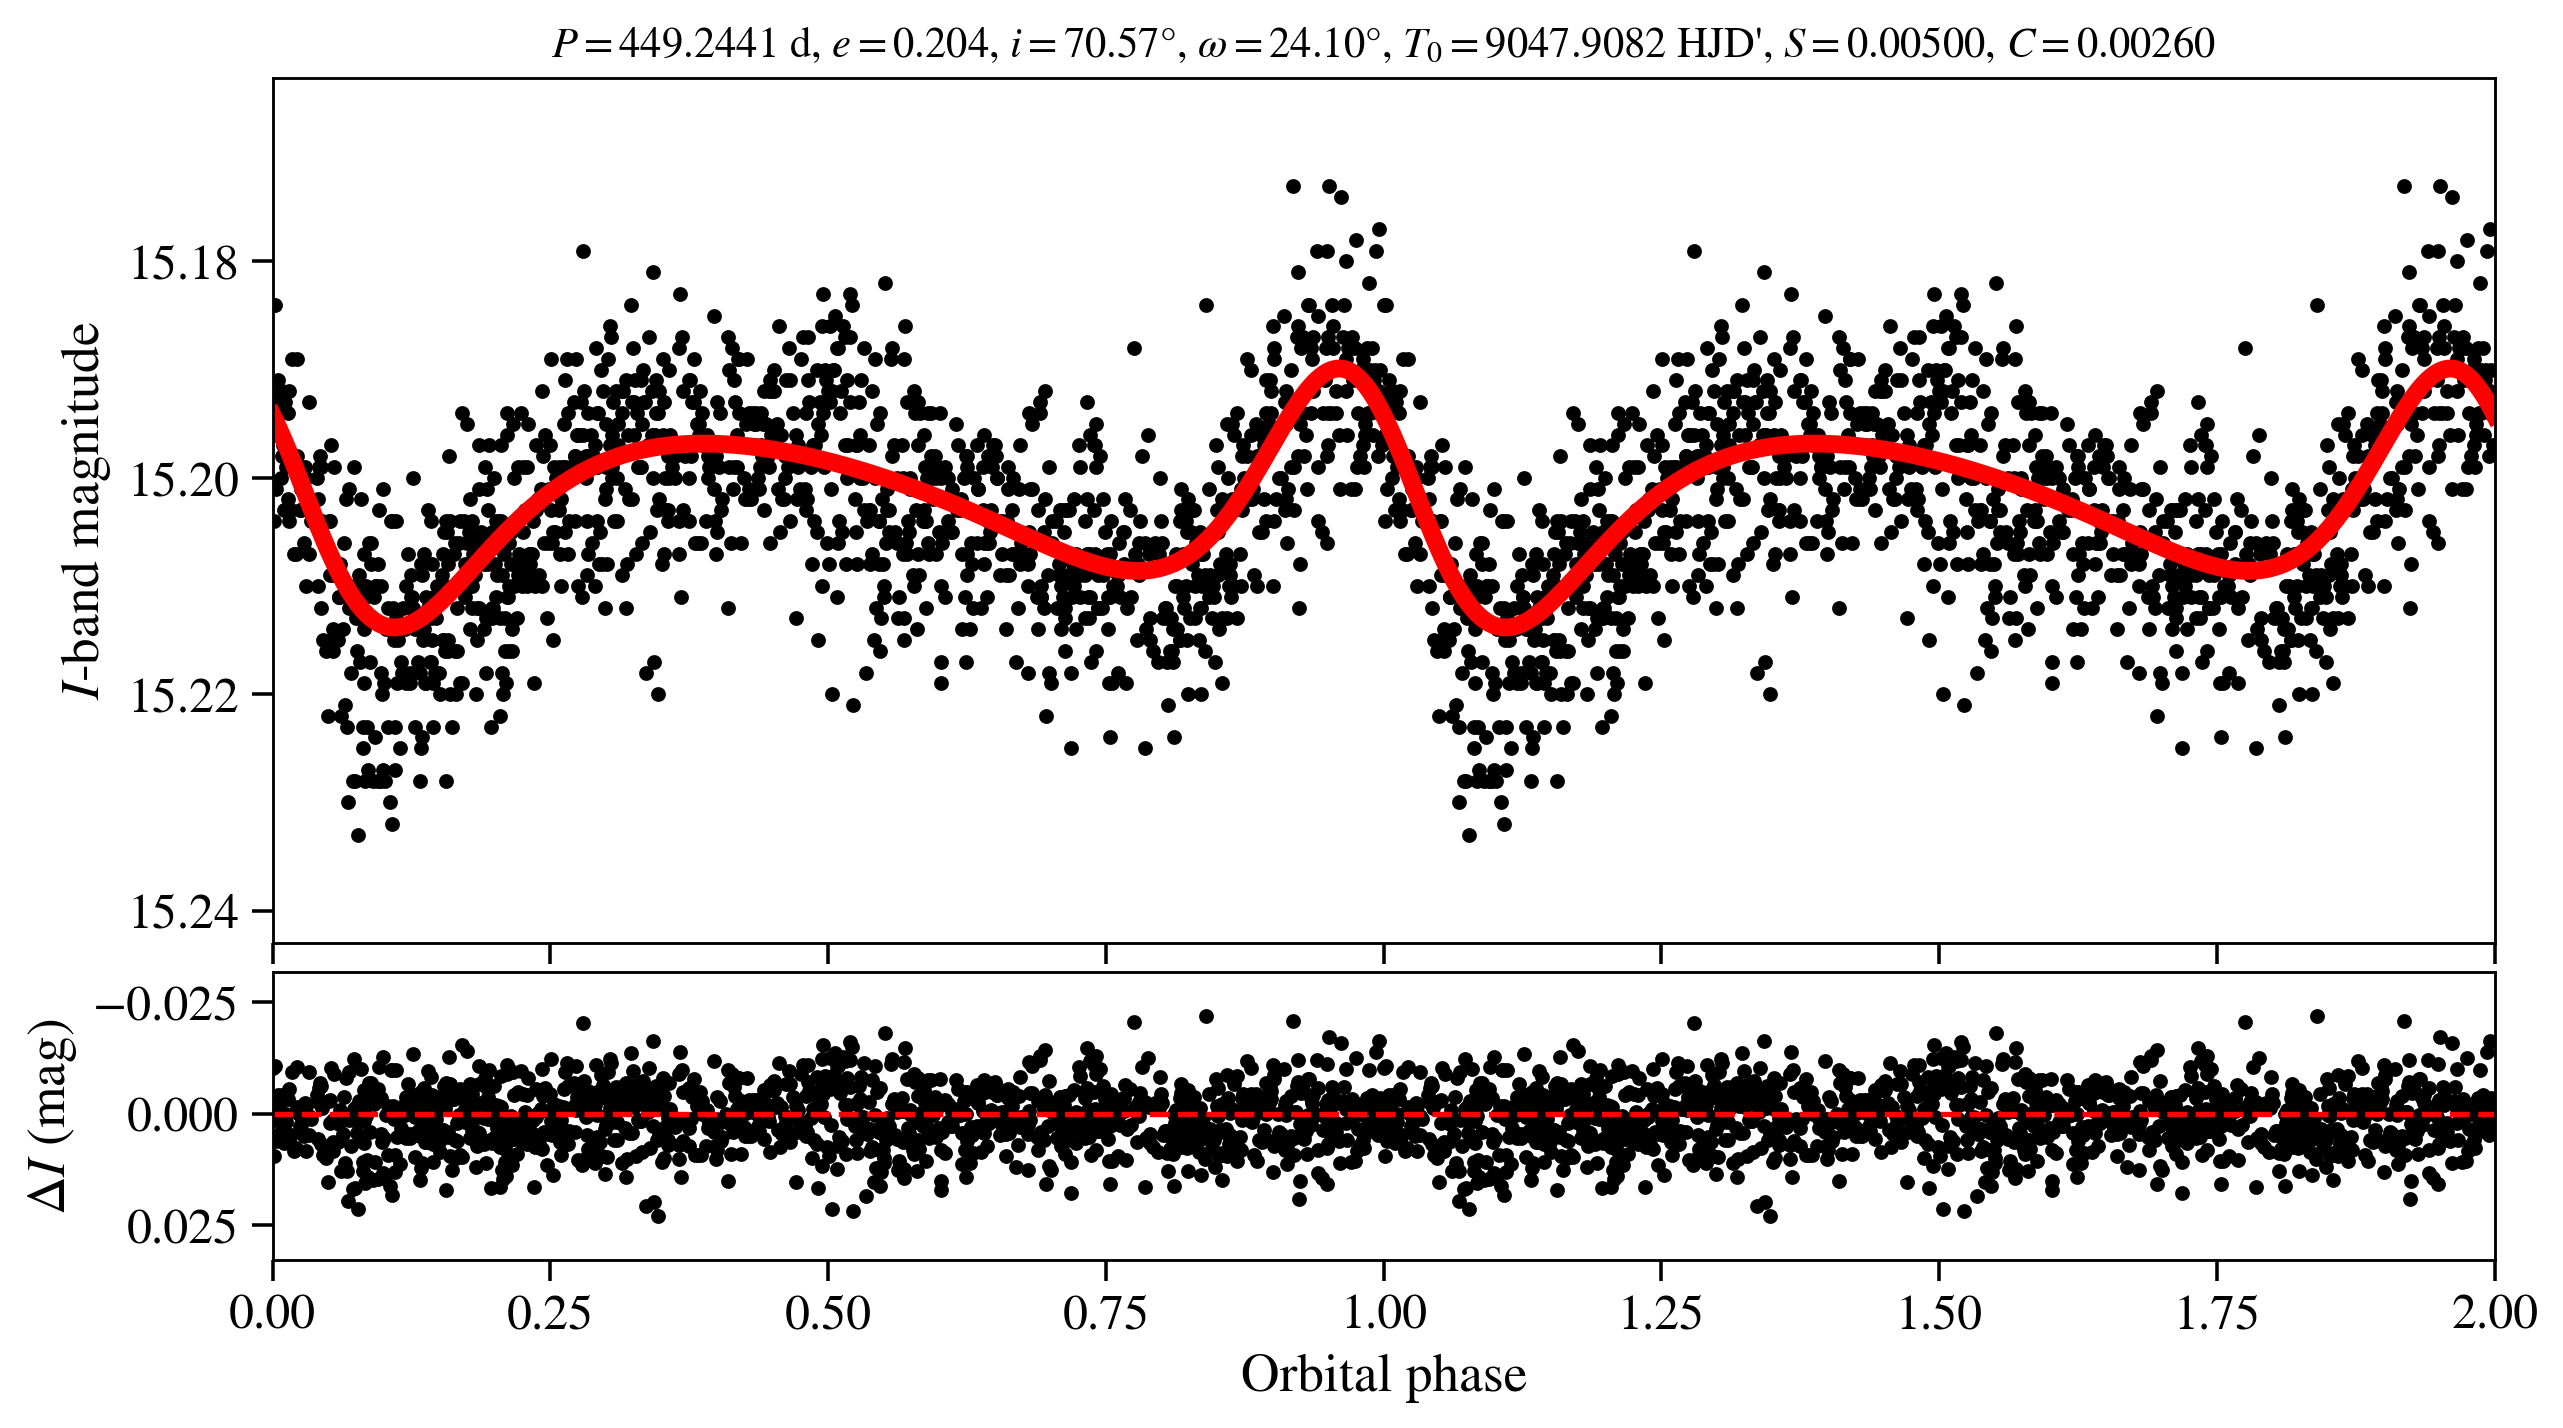 P = 449.2441 d, e = 0.204, i = 70.57°, ω = 24.10°, T₀ = 9047.9082 HJD', S = 0.00500, C = 0.00260
I-band magnitude
15.18
15.20
15.22
15.24
ΔI (mag)
−0.025
0.000
0.025
0.00 0.25 0.50 0.75 1.00 1.25 1.50 1.75 2.00
Orbital phase